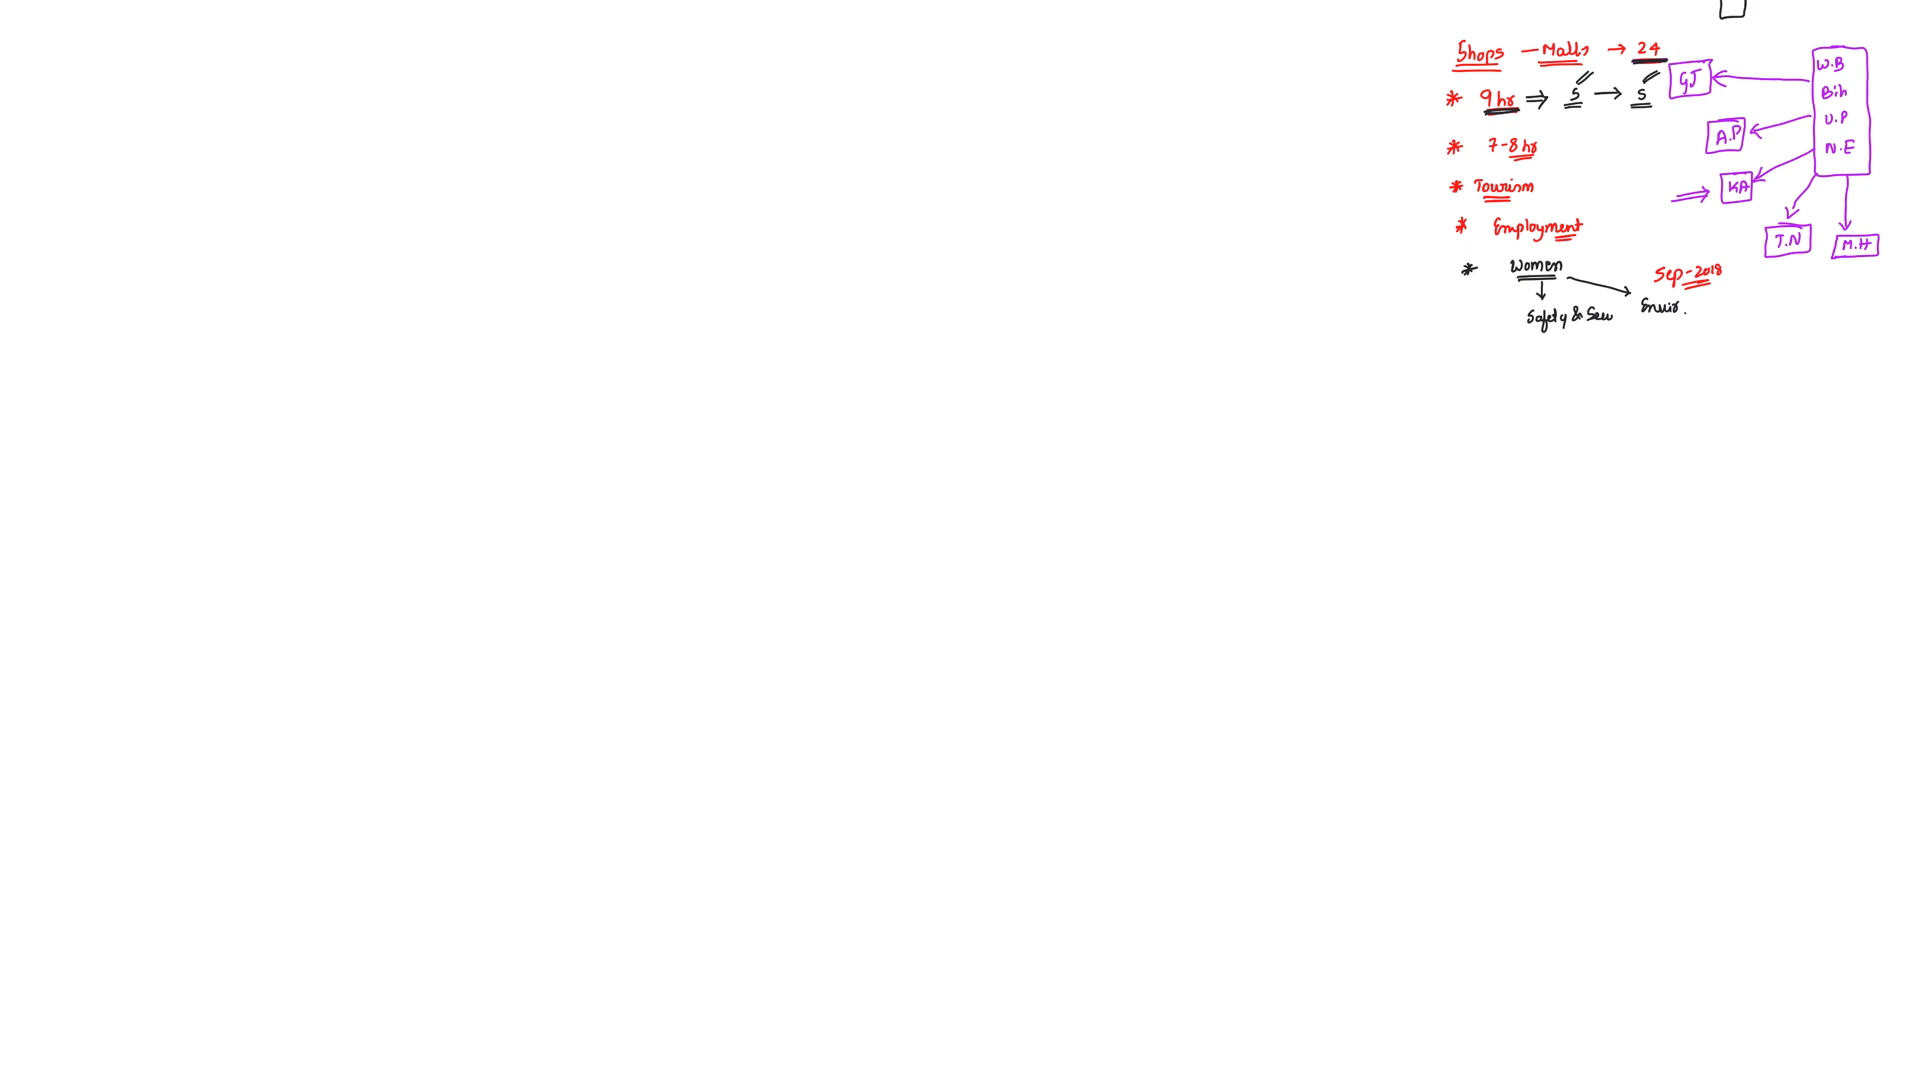 Shops - Malls → 24
* 9 hr ⇒ 5 → 5
* 7-8 hr
* Tourism
* Employment
* Women
Safety & Secu
Envir.
Sep-2018
W.B
Bih
U.P
N.E
GJ
A.P
⇒ KA
T.N
M.H